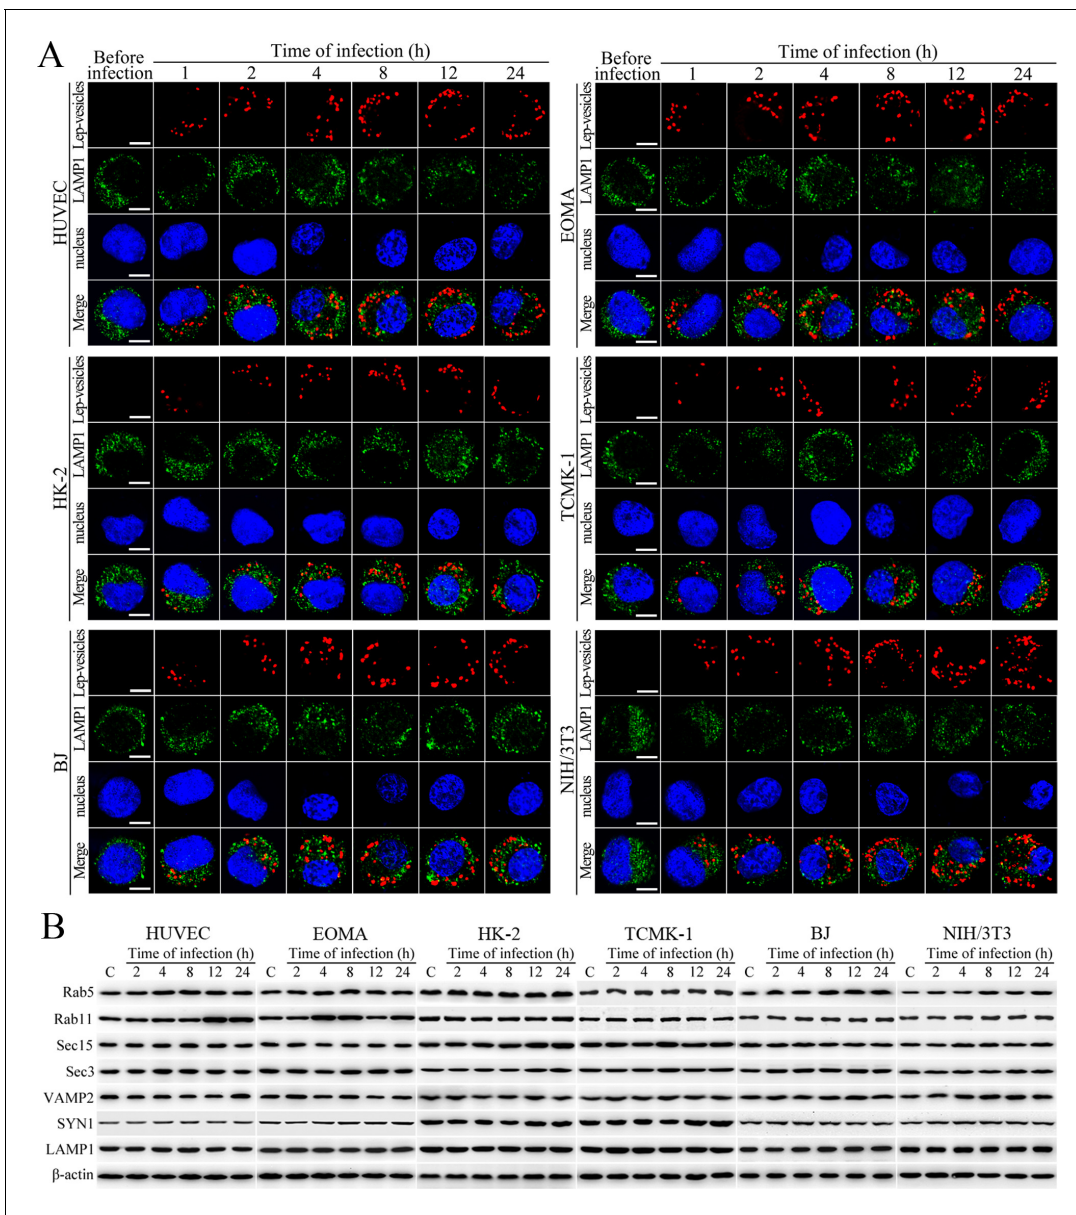 A
Before infection
Time of infection (h)
1 2 4 8 12 24
HUVEC
Lep-vesicles
LAMP1
nucleus
Merge
Before infection
Time of infection (h)
1 2 4 8 12 24
EOMA
Lep-vesicles
LAMP1
nucleus
Merge
HK-2
Lep-vesicles
LAMP1
nucleus
Merge
TCMK-1
Lep-vesicles
LAMP1
nucleus
Merge
BJ
Lep-vesicles
LAMP1
nucleus
Merge
NIH/3T3
Lep-vesicles
LAMP1
nucleus
Merge
B
HUVEC EOMA HK-2 TCMK-1 BJ NIH/3T3
Time of infection (h) Time of infection (h) Time of infection (h) Time of infection (h) Time of infection (h) Time of infection (h)
C 2 4 8 12 24 C 2 4 8 12 24 C 2 4 8 12 24 C 2 4 8 12 24 C 2 4 8 12 24 C 2 4 8 12 24
Rab5
Rab11
Sec15
Sec3
VAMP2
SYN1
LAMP1
β-actin